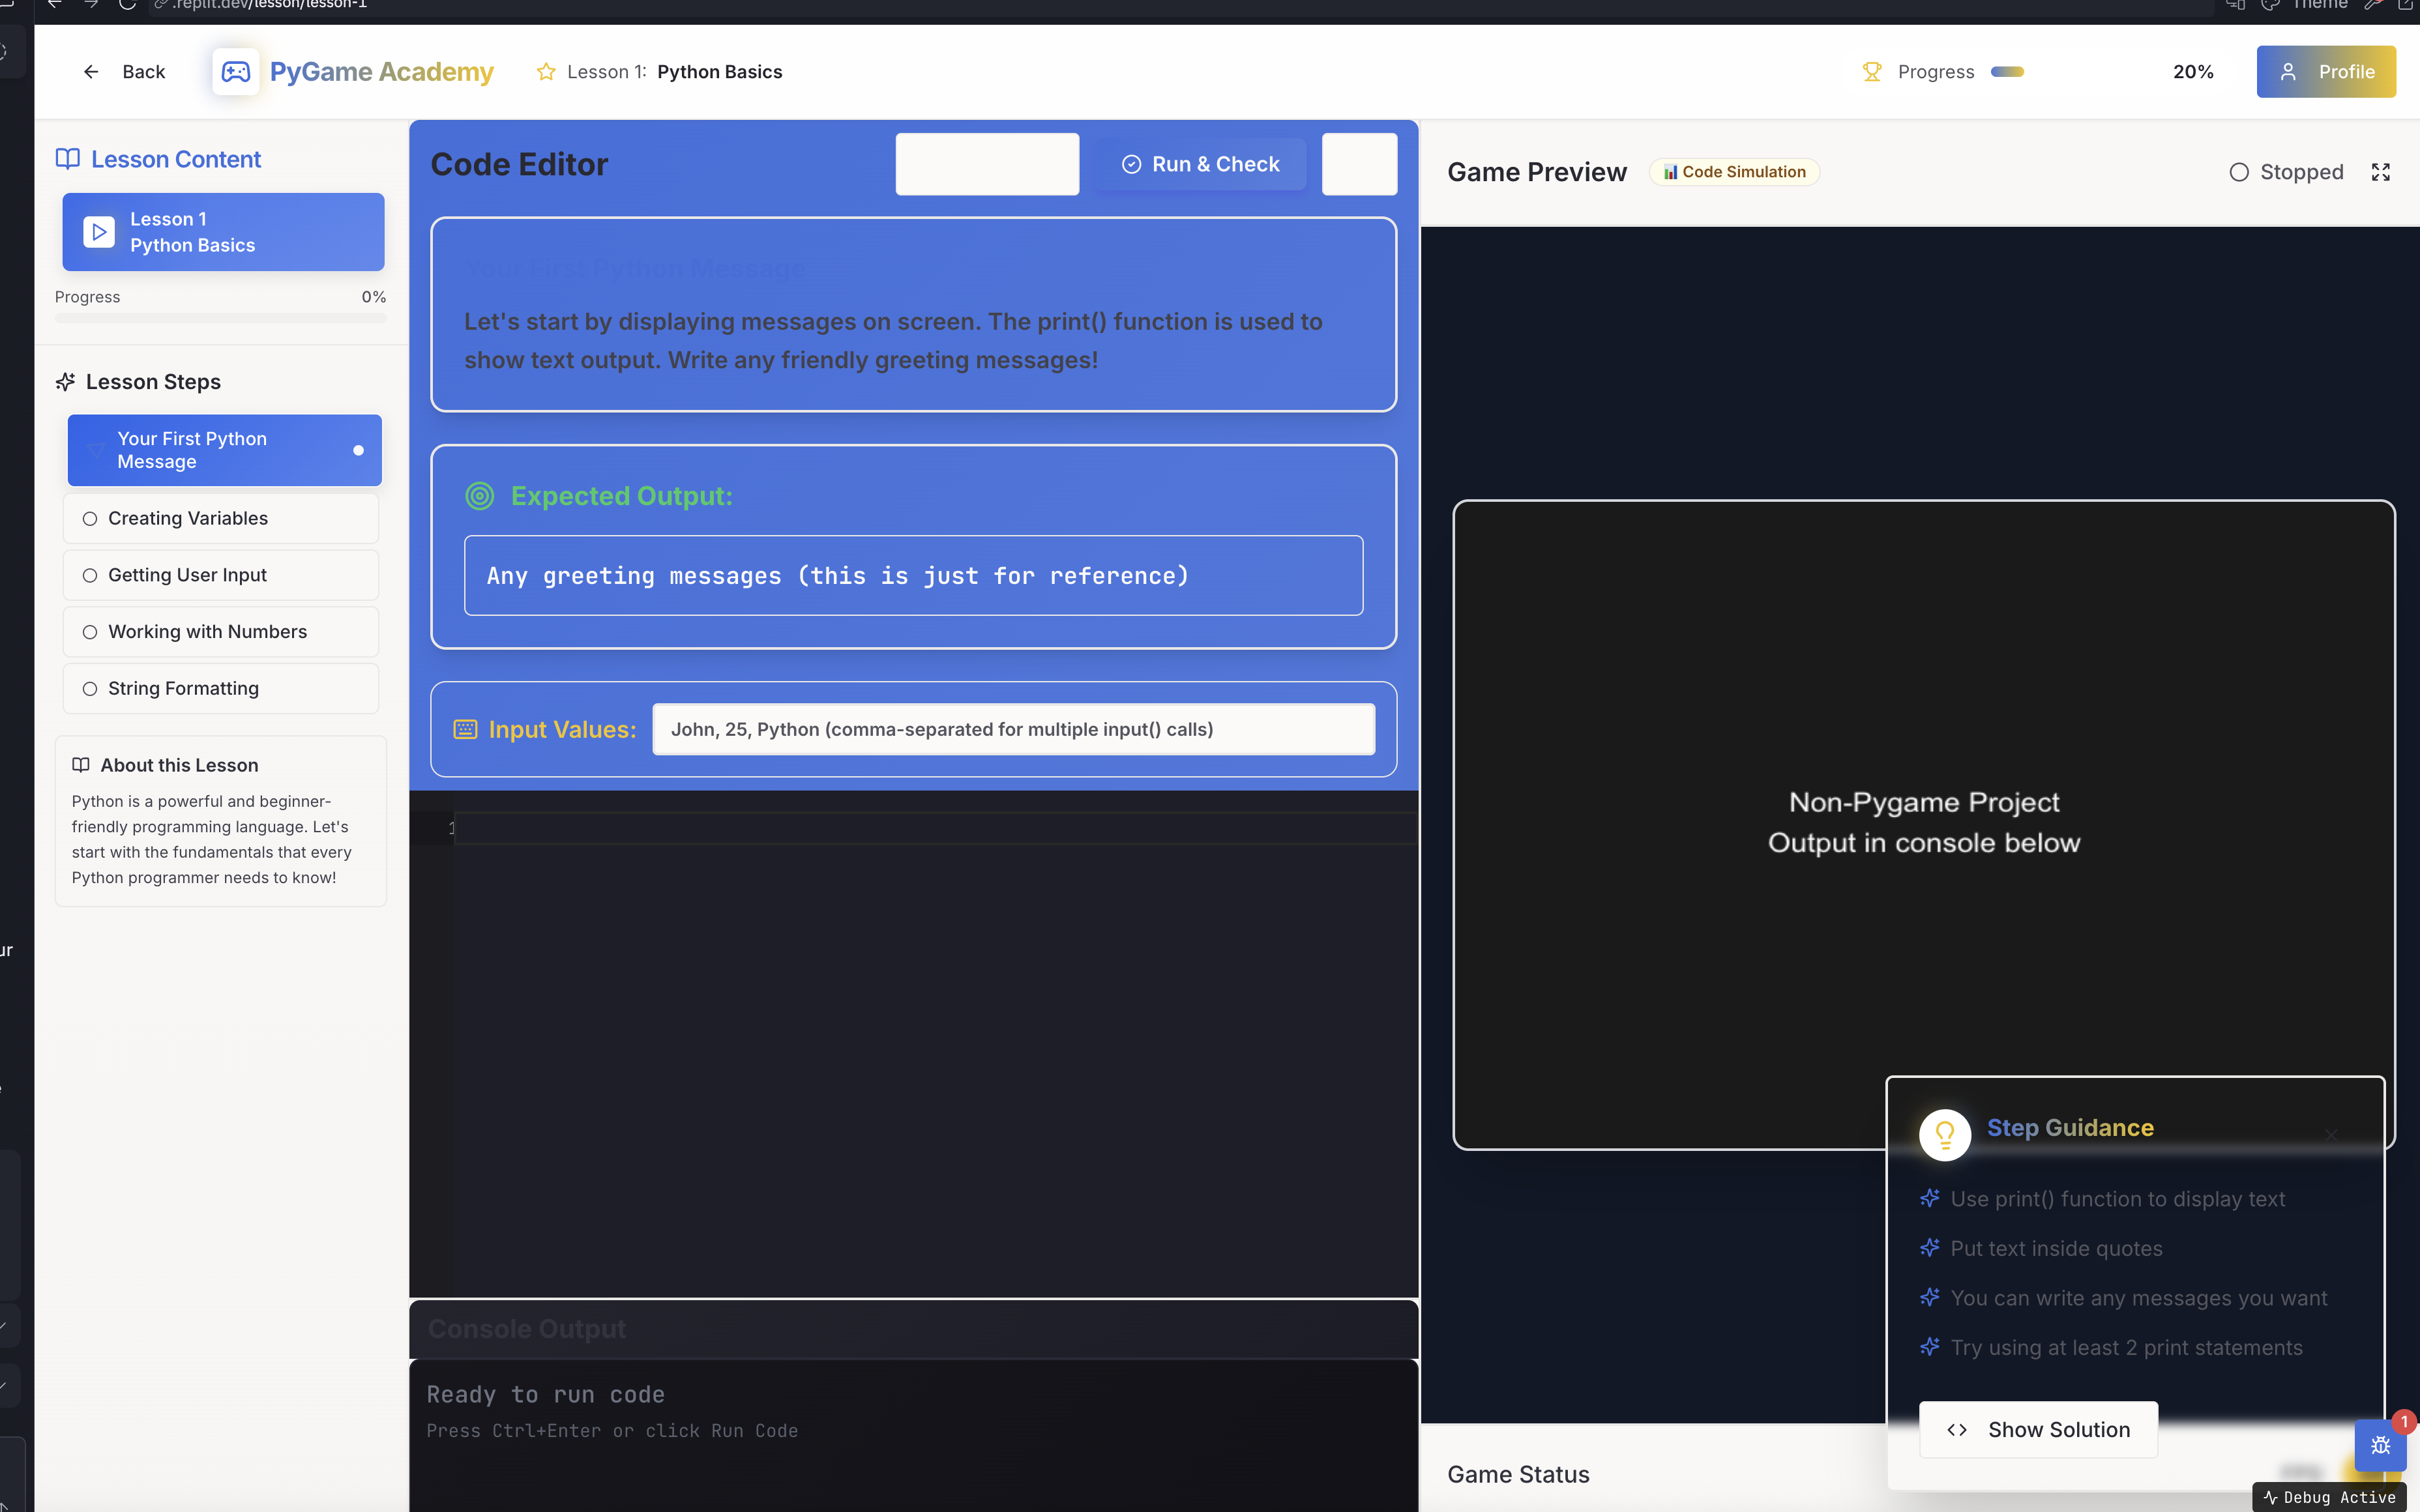 .replit.dev/lesson/lesson-1
Theme
Back
PyGame Academy
Lesson 1: Python Basics
Progress
20%
Profile
Lesson Content
Lesson 1
Python Basics
Progress
0%
Lesson Steps
Your First Python
Message
Creating Variables
Getting User Input
Working with Numbers
String Formatting
About this Lesson
Python is a powerful and beginner-
friendly programming language. Let's
start with the fundamentals that every
Python programmer needs to know!
Code Editor
Run & Check
Your First Python Message
Let's start by displaying messages on screen. The print() function is used to
show text output. Write any friendly greeting messages!
Expected Output:
Any greeting messages (this is just for reference)
Input Values:
John, 25, Python (comma-separated for multiple input() calls)
1
Console Output
Ready to run code
Press Ctrl+Enter or click Run Code
Game Preview
Code Simulation
Stopped
Non-Pygame Project
Output in console below
Step Guidance
Use print() function to display text
Put text inside quotes
You can write any messages you want
Try using at least 2 print statements
Show Solution
Game Status
1
Debug Active